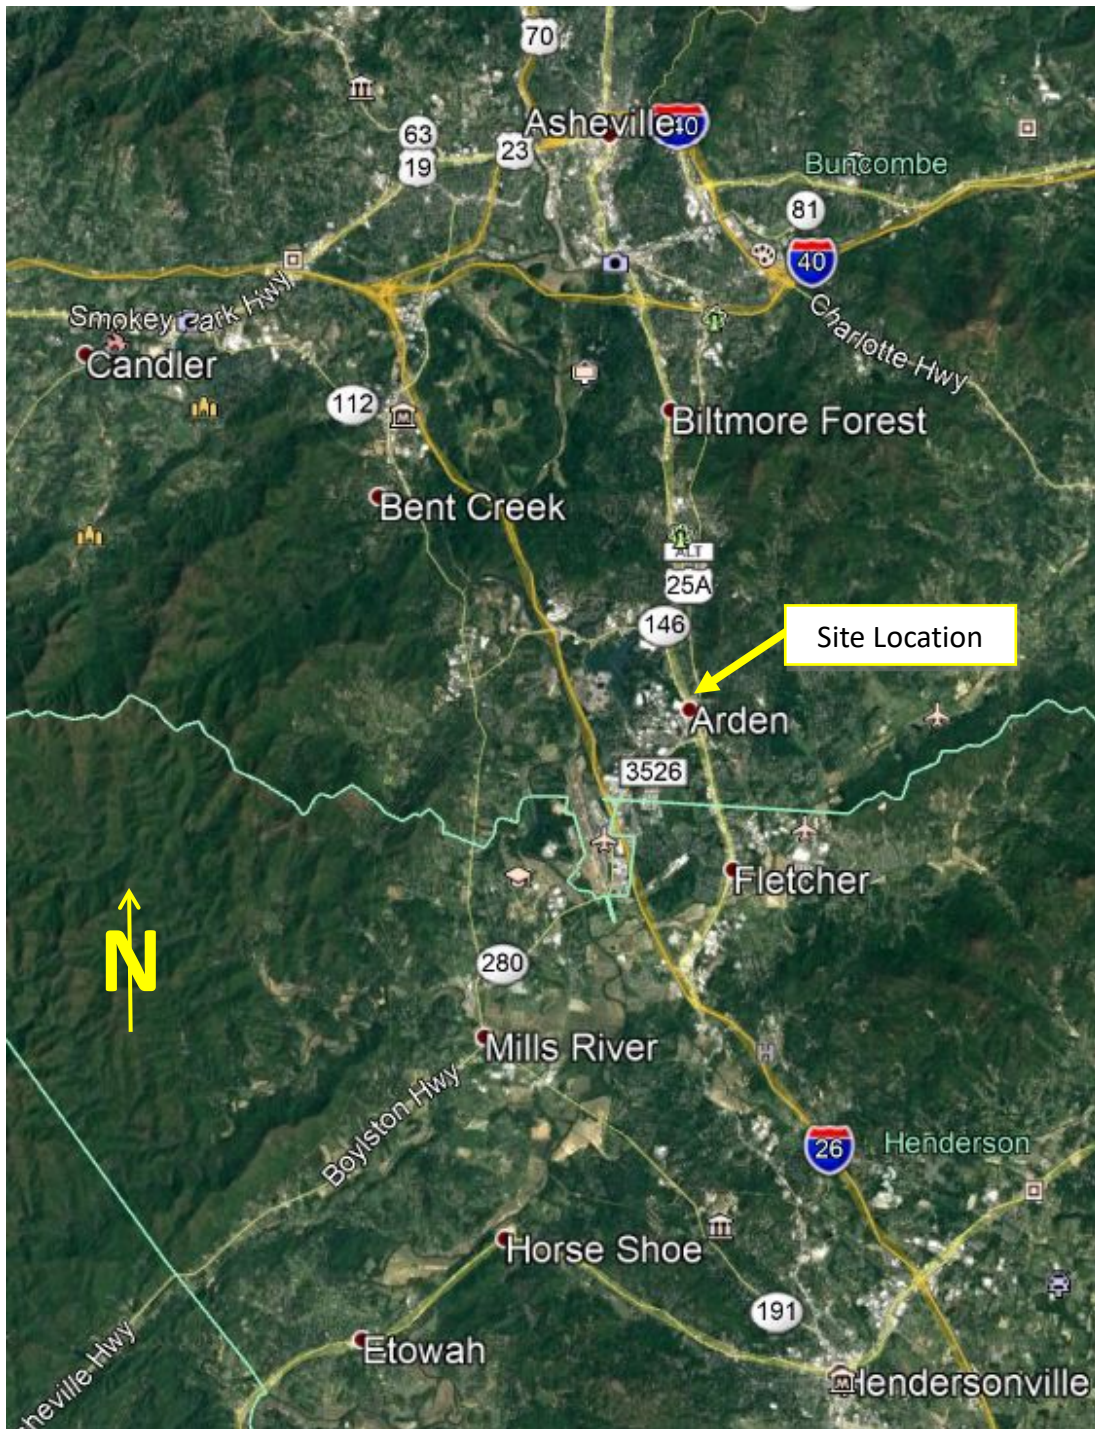 70
Asheville
40
63
19
23
Buncombe
81
40
Smokey Park Hwy
Charlotte Hwy
Candler
112
Biltmore Forest
Bent Creek
ALT
25A
146
Site Location
Arden
3526
Fletcher
N
280
Mills River
Boylston Hwy
26
Henderson
H
Horse Shoe
191
Etowah
Hendersonville
heville Hwy